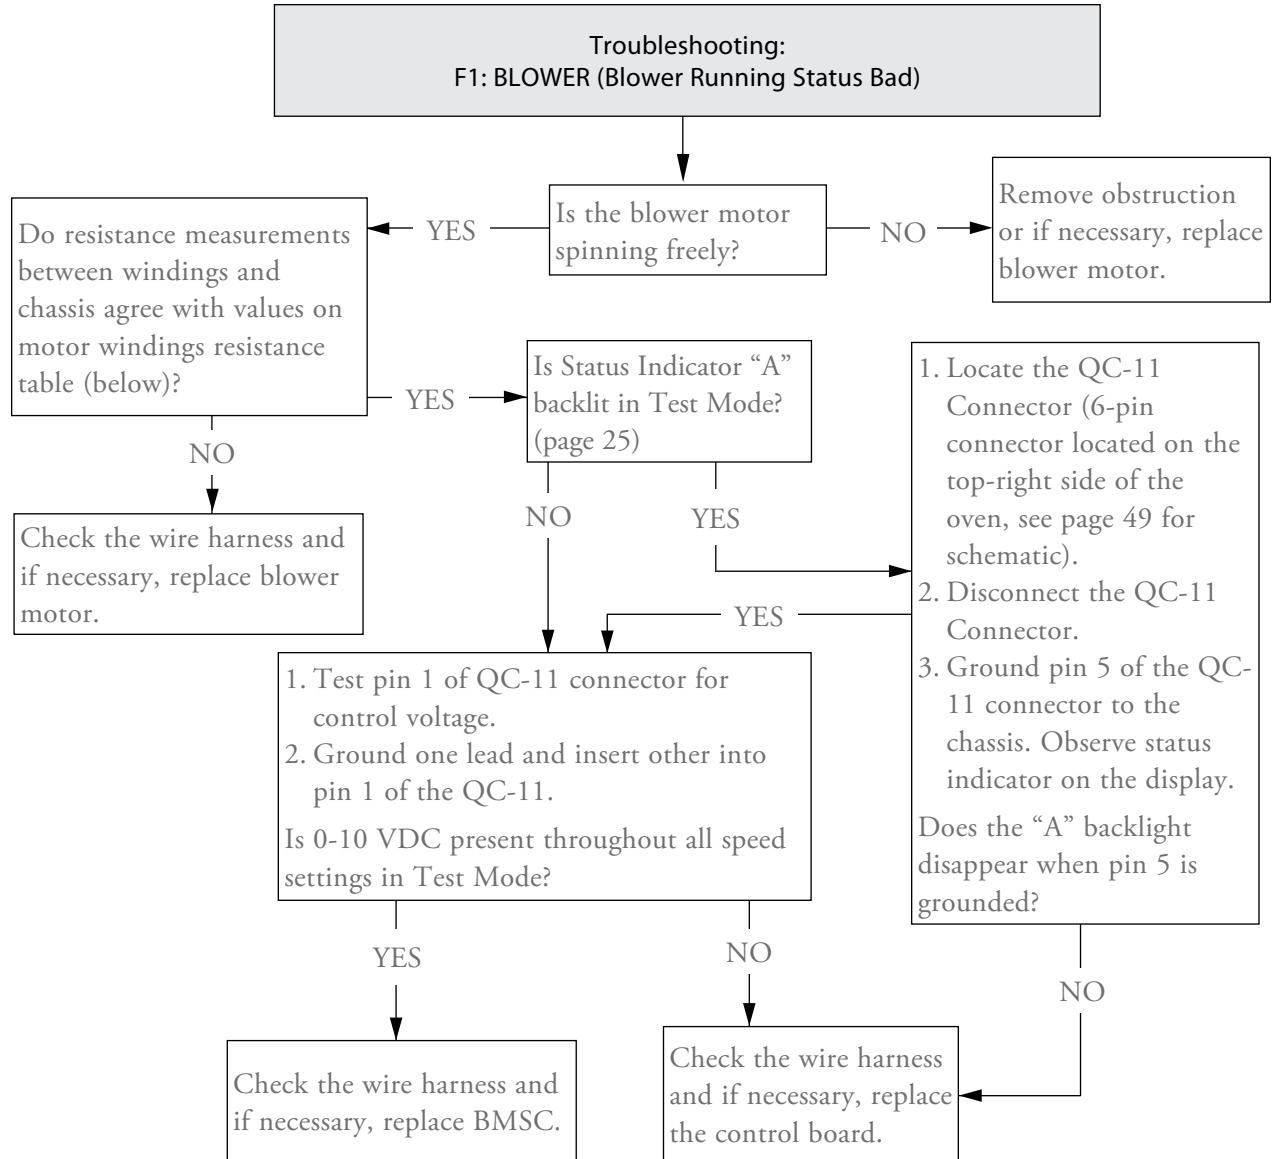 Troubleshooting:
F1: BLOWER (Blower Running Status Bad)
Is the blower motor
spinning freely?
YES
NO
Remove obstruction
or if necessary, replace
blower motor.
Do resistance measurements
between windings and
chassis agree with values on
motor windings resistance
table (below)?
YES
NO
Check the wire harness and
if necessary, replace blower
motor.
Is Status Indicator “A”
backlit in Test Mode?
(page 25)
NO
YES
1. Locate the QC-11
Connector (6-pin
connector located on the
top-right side of the
oven, see page 49 for
schematic).
2. Disconnect the QC-11
Connector.
3. Ground pin 5 of the QC-
11 connector to the
chassis. Observe status
indicator on the display.
Does the “A” backlight
disappear when pin 5 is
grounded?
YES
NO
1. Test pin 1 of QC-11 connector for
control voltage.
2. Ground one lead and insert other into
pin 1 of the QC-11.
Is 0-10 VDC present throughout all speed
settings in Test Mode?
YES
NO
Check the wire harness and
if necessary, replace BMSC.
Check the wire harness
and if necessary, replace
the control board.